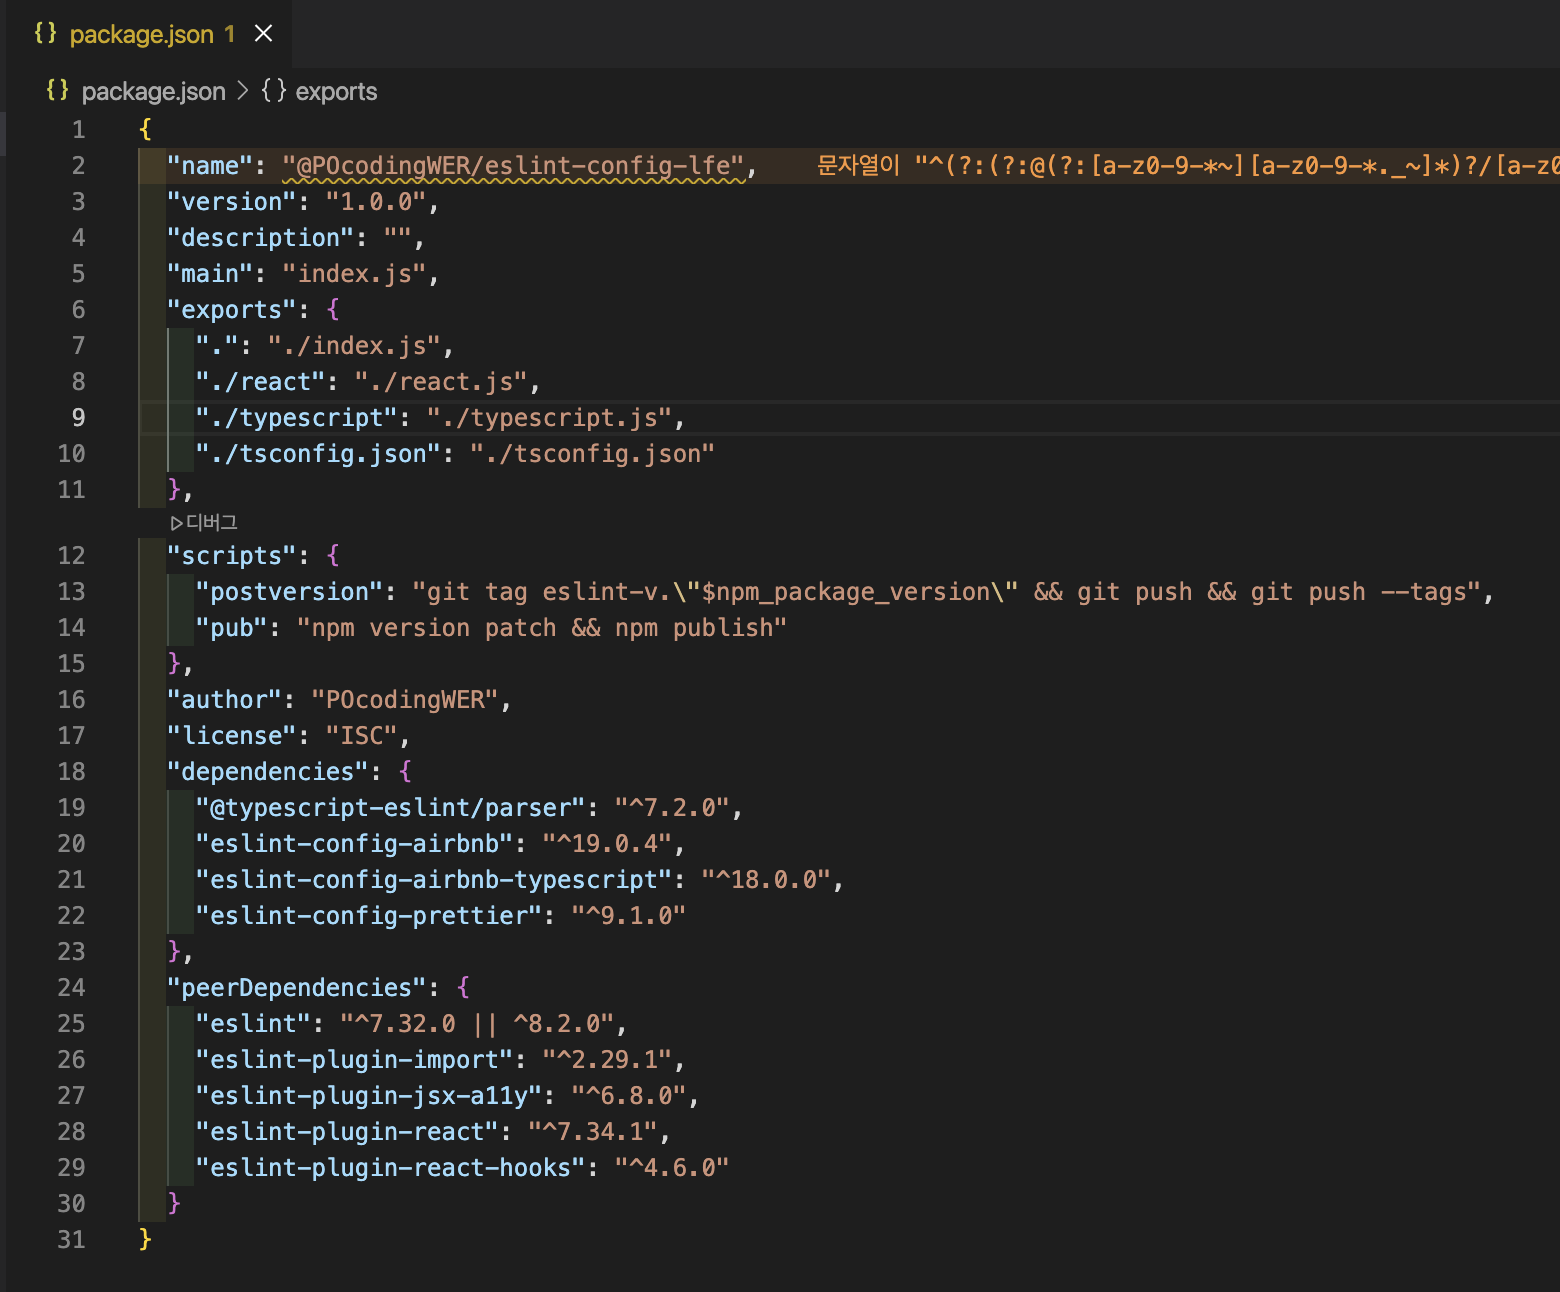 {} package.json 1 ×
{} package.json > {} exports
1 {
2 "name": "@POcodingWER/eslint-config-lfe", 문자열이 "^(?:(?:@(?:[a-z0-9-*~][a-z0-9-*._~]*)?/[a-z0
3 "version": "1.0.0",
4 "description": "",
5 "main": "index.js",
6 "exports": {
7 ".": "./index.js",
8 "./react": "./react.js",
9 "./typescript": "./typescript.js",
10 "./tsconfig.json": "./tsconfig.json"
11 },
▷디버그
12 "scripts": {
13 "postversion": "git tag eslint-v.\"$npm_package_version\" && git push && git push --tags",
14 "pub": "npm version patch && npm publish"
15 },
16 "author": "POcodingWER",
17 "license": "ISC",
18 "dependencies": {
19 "@typescript-eslint/parser": "^7.2.0",
20 "eslint-config-airbnb": "^19.0.4",
21 "eslint-config-airbnb-typescript": "^18.0.0",
22 "eslint-config-prettier": "^9.1.0"
23 },
24 "peerDependencies": {
25 "eslint": "^7.32.0 || ^8.2.0",
26 "eslint-plugin-import": "^2.29.1",
27 "eslint-plugin-jsx-a11y": "^6.8.0",
28 "eslint-plugin-react": "^7.34.1",
29 "eslint-plugin-react-hooks": "^4.6.0"
30 }
31 }